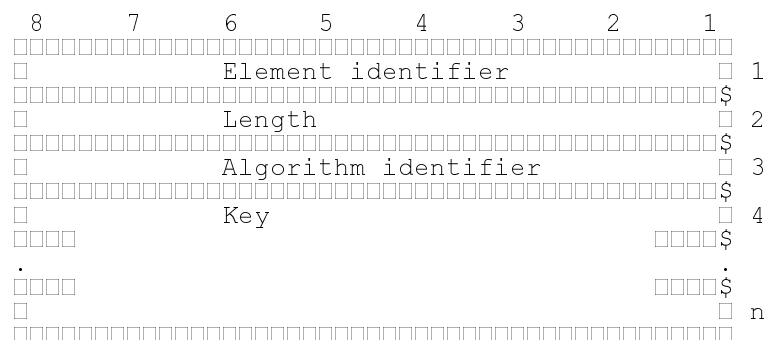 8 7 6 5 4 3 2 1
Element identifier 1
$
Length 2
$
Algorithm identifier 3
$
Key 4
$
. .
$
n